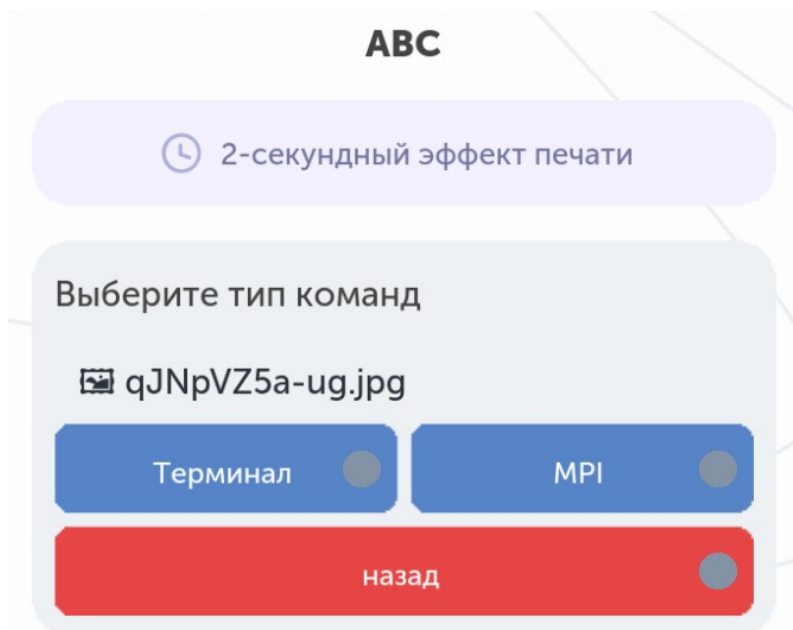 ABC
2-секундный эффект печати
Выберите тип команд
qJNpVZ5a-ug.jpg
Терминал MPI
назад